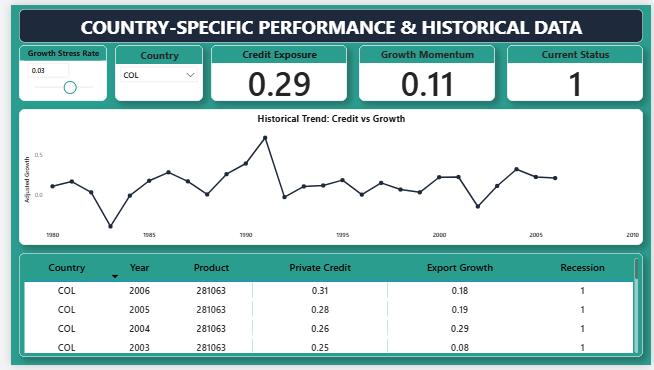 COUNTRY-SPECIFIC PERFORMANCE & HISTORICAL DATA
Growth Stress Rate
0.03
Country
COL
Credit Exposure
0.29
Growth Momentum
0.11
Current Status
1
Historical Trend: Credit vs Growth
Adjusted Growth
0.5
0.0
1980 1985 1990 1995 2000 2005 2010
Country Year Product Private Credit Export Growth Recession
COL 2006 281063 0.31 0.18 1
COL 2005 281063 0.28 0.19 1
COL 2004 281063 0.26 0.29 1
COL 2003 281063 0.25 0.08 1